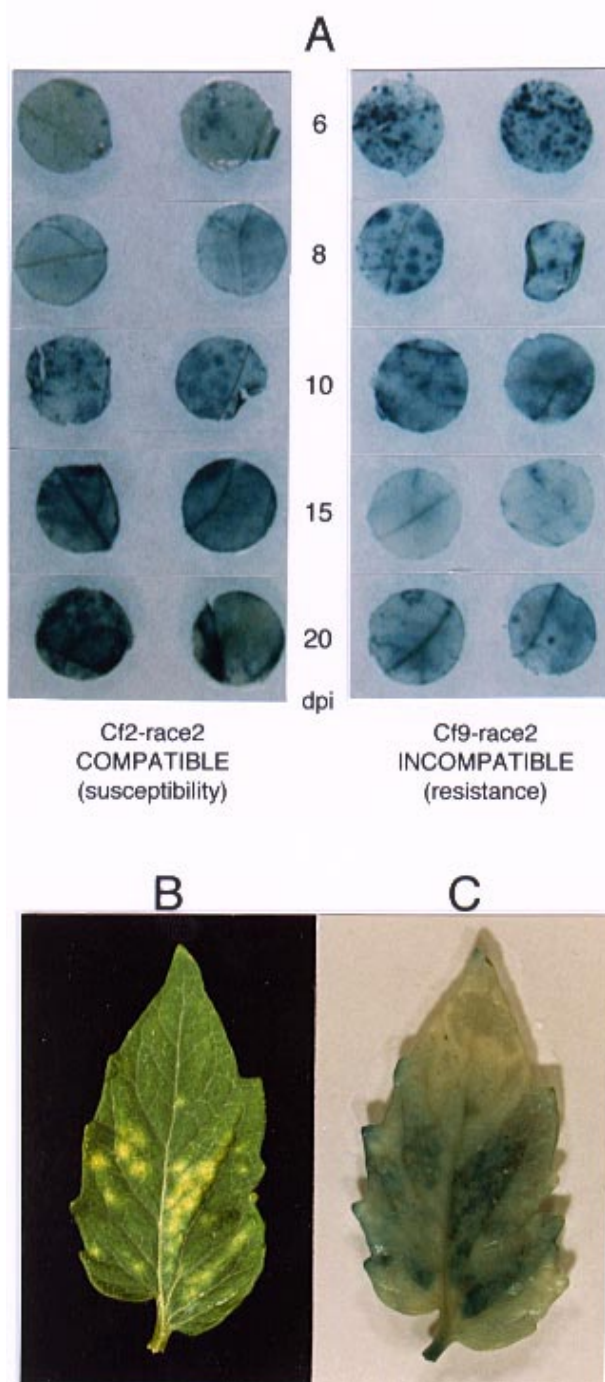 A
6
8
10
15
20
dpi
Cf2-race2
COMPATIBLE
(susceptibility)
Cf9-race2
INCOMPATIBLE
(resistance)
B
C